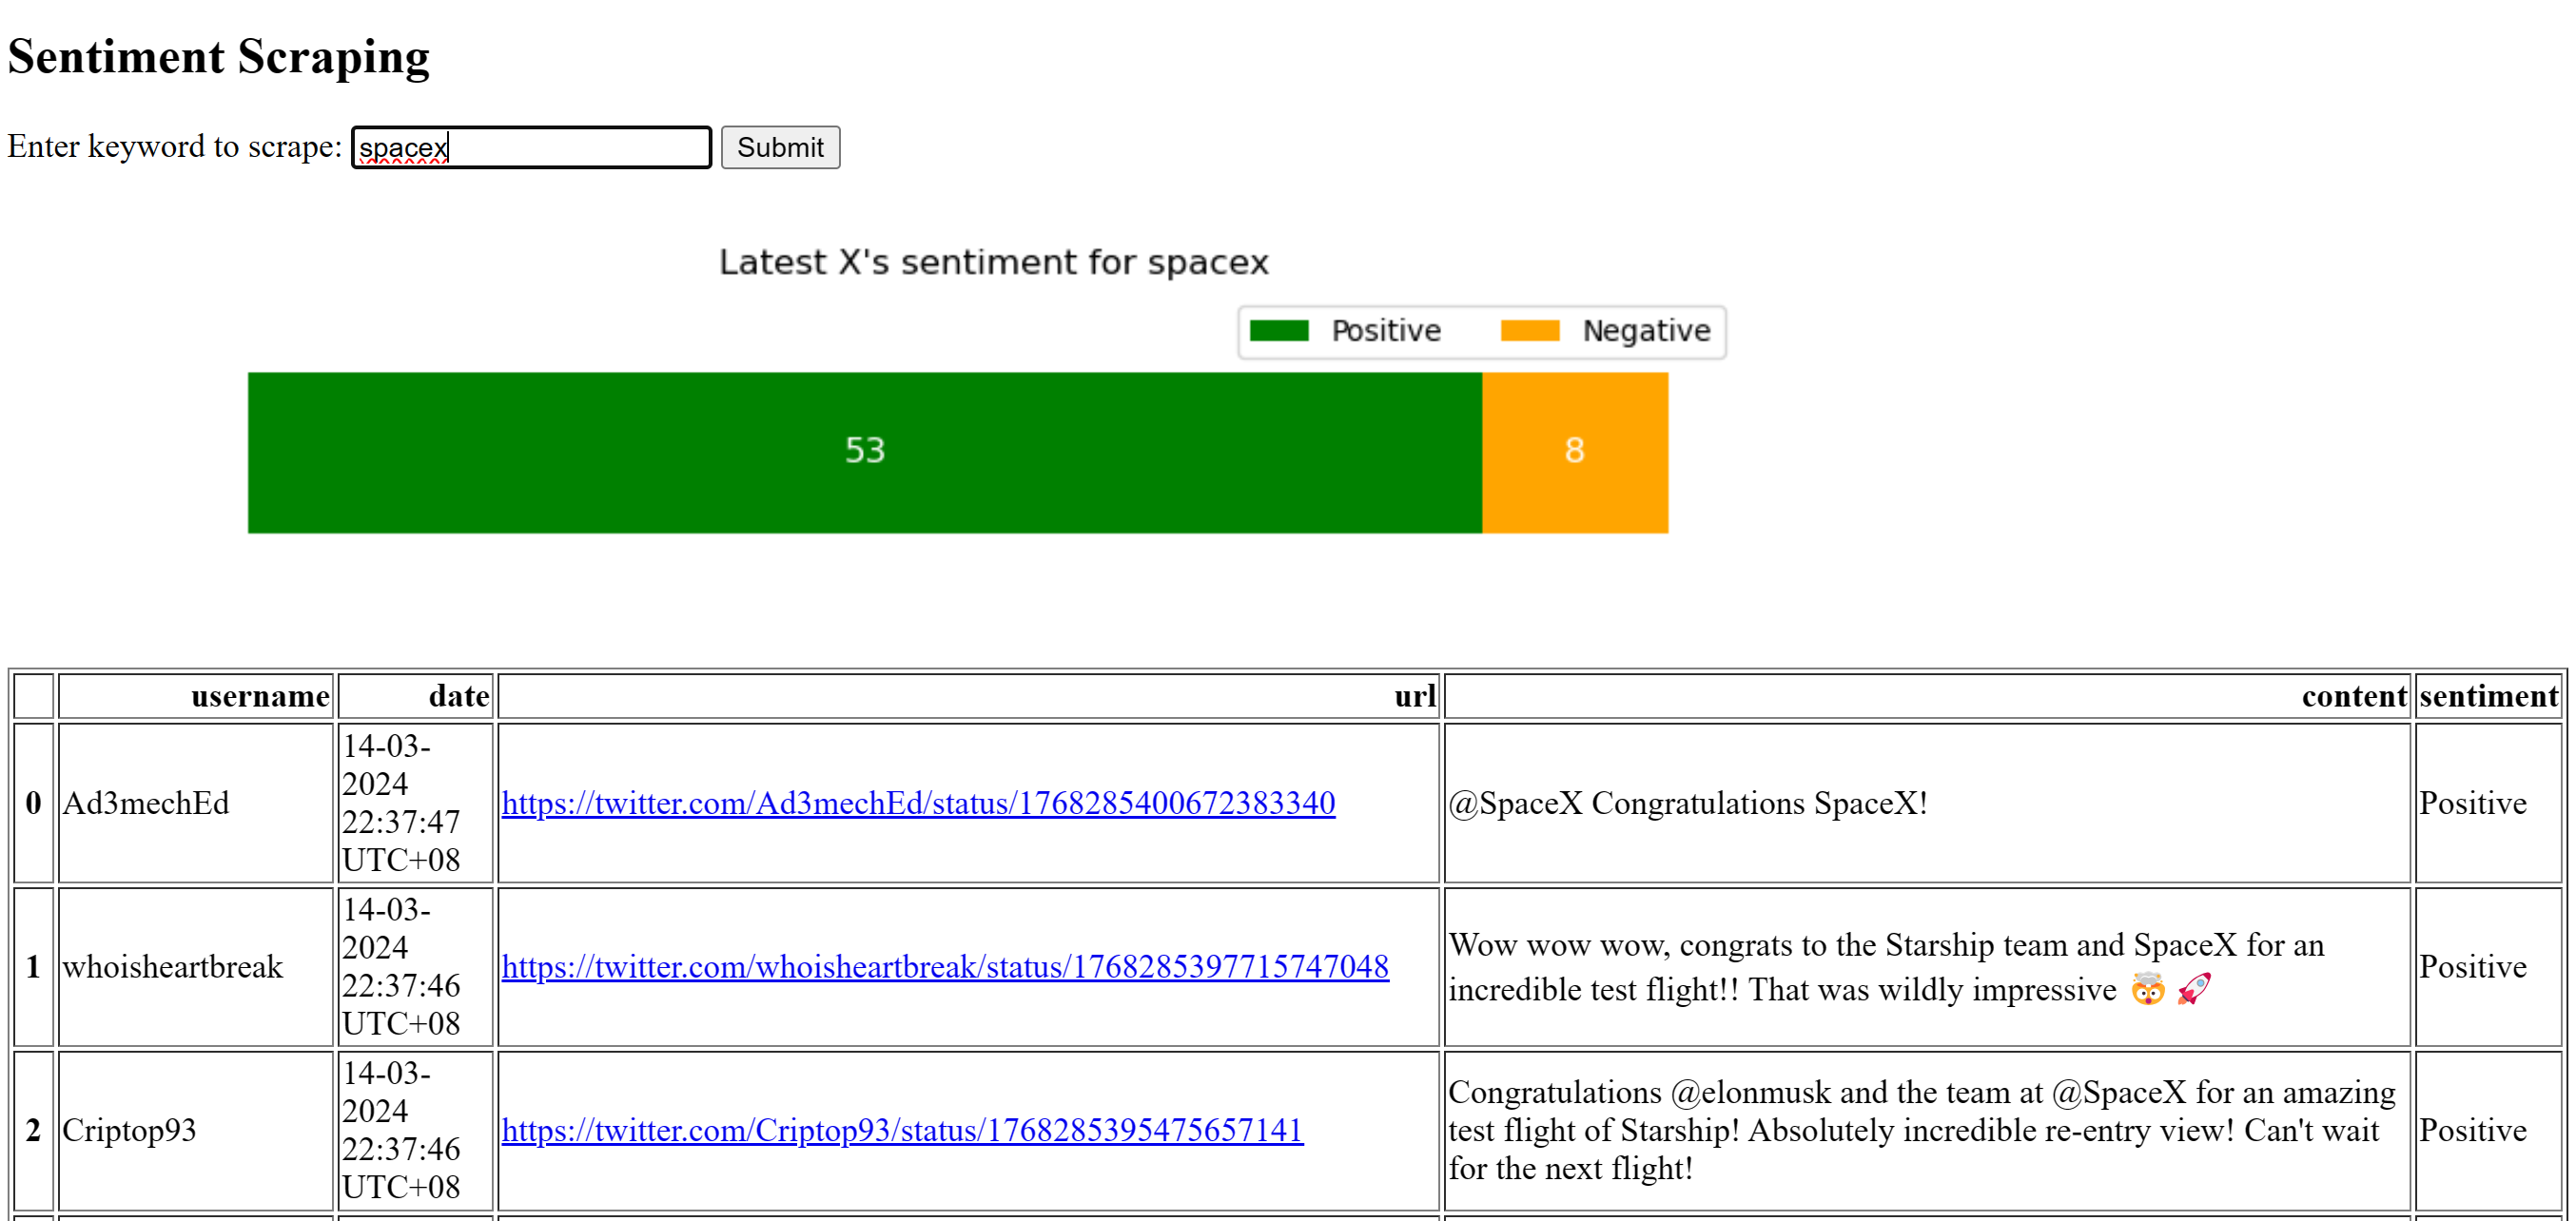 Sentiment Scraping
Enter keyword to scrape: spacex Submit
Latest X's sentiment for spacex
Positive Negative
53 8
username date url content sentiment
0 Ad3mechEd 14-03-
2024
22:37:47
UTC+08 https://twitter.com/Ad3mechEd/status/1768285400672383340 @SpaceX Congratulations SpaceX! Positive
1 whoisheartbreak 14-03-
2024
22:37:46
UTC+08 https://twitter.com/whoisheartbreak/status/1768285397715747048 Wow wow wow, congrats to the Starship team and SpaceX for an
incredible test flight!! That was wildly impressive 🤯 🚀 Positive
2 Criptop93 14-03-
2024
22:37:46
UTC+08 https://twitter.com/Criptop93/status/1768285395475657141 Congratulations @elonmusk and the team at @SpaceX for an amazing
test flight of Starship! Absolutely incredible re-entry view! Can't wait
for the next flight! Positive